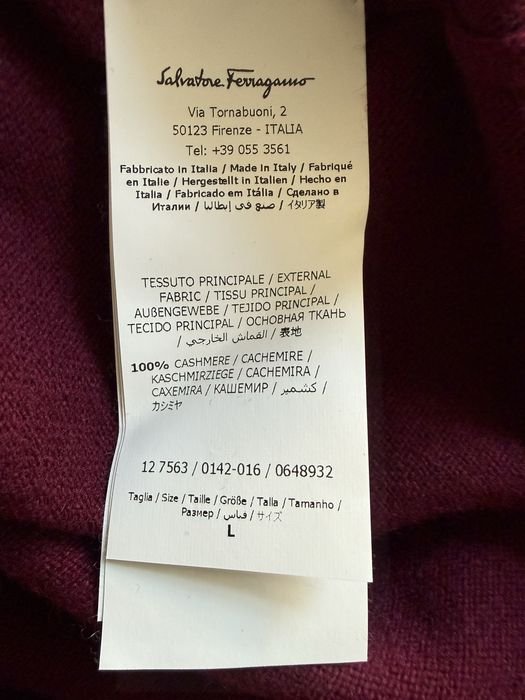 Salvatore Ferragamo
Via Tornabuoni, 2
50123 Firenze - ITALIA
Tel: +39 055 3561
Fabbricato in Italia / Made in Italy / Fabriqué
en Italie / Hergestellt in Italien / Hecho en
Italia / Fabricado em Itália / Сделано в
Италии / صنع في إيطاليا / イタリア製
TESSUTO PRINCIPALE / EXTERNAL
FABRIC / TISSU PRINCIPAL /
AUßENGEWEBE / TEJIDO PRINCIPAL /
TECIDO PRINCIPAL / ОСНОВНАЯ ТКАНЬ
/ القماش الخارجي / 表地
100% CASHMERE / CACHEMIRE /
KASCHMIRZIEGE / CACHEMIRA /
CAXEMIRA / КАШЕМИР / كشمير /
カシミヤ
12 7563 / 0142-016 / 0648932
Taglia / Size / Taille / Größe / Talla / Tamanho /
Размер / قياس / サイズ
L